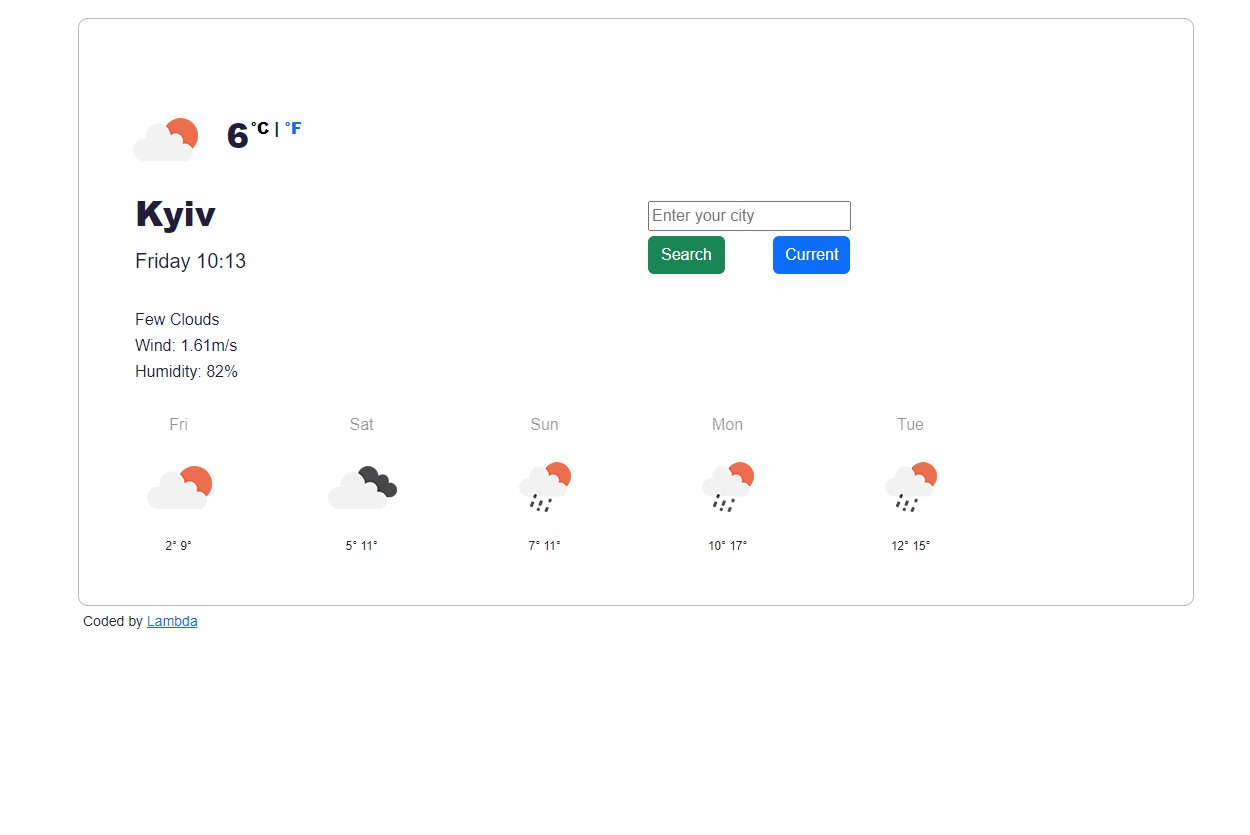 6°C | °F
Kyiv
Enter your city
Search Current
Friday 10:13
Few Clouds
Wind: 1.61m/s
Humidity: 82%
Fri Sat Sun Mon Tue
2° 9° 5° 11° 7° 11° 10° 17° 12° 15°
Coded by Lambda